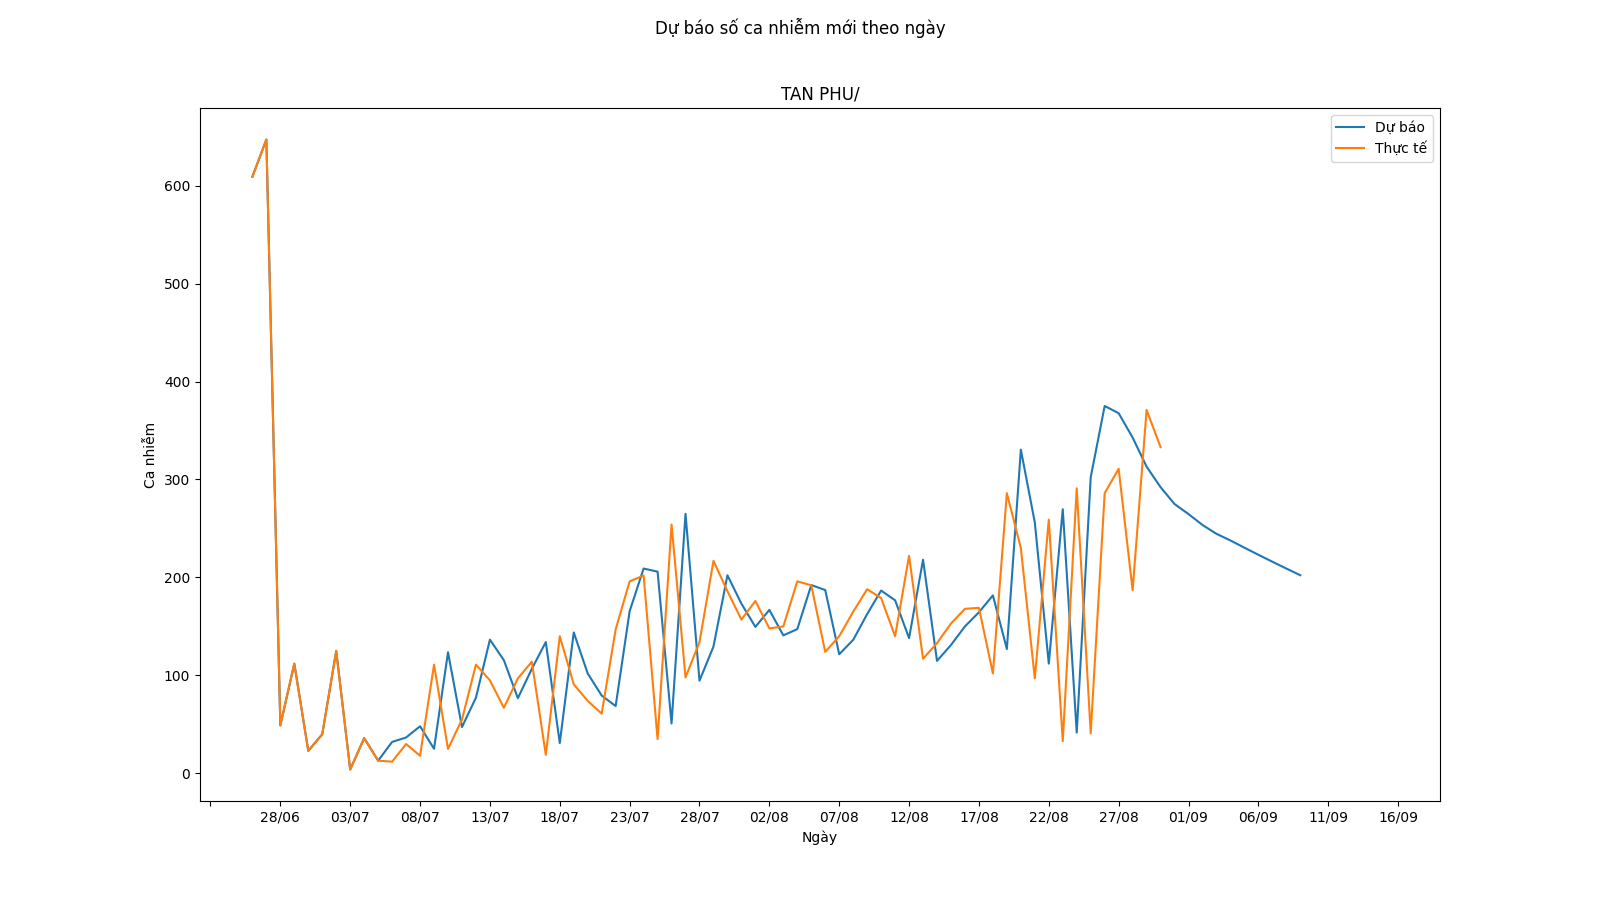 Dự báo số ca nhiễm mới theo ngày
TAN PHU/
Dự báo
Thực tế
600
500
400
300
200
100
0
Ca nhiễm
28/06 03/07 08/07 13/07 18/07 23/07 28/07 02/08 07/08 12/08 17/08 22/08 27/08 01/09 06/09 11/09 16/09
Ngày